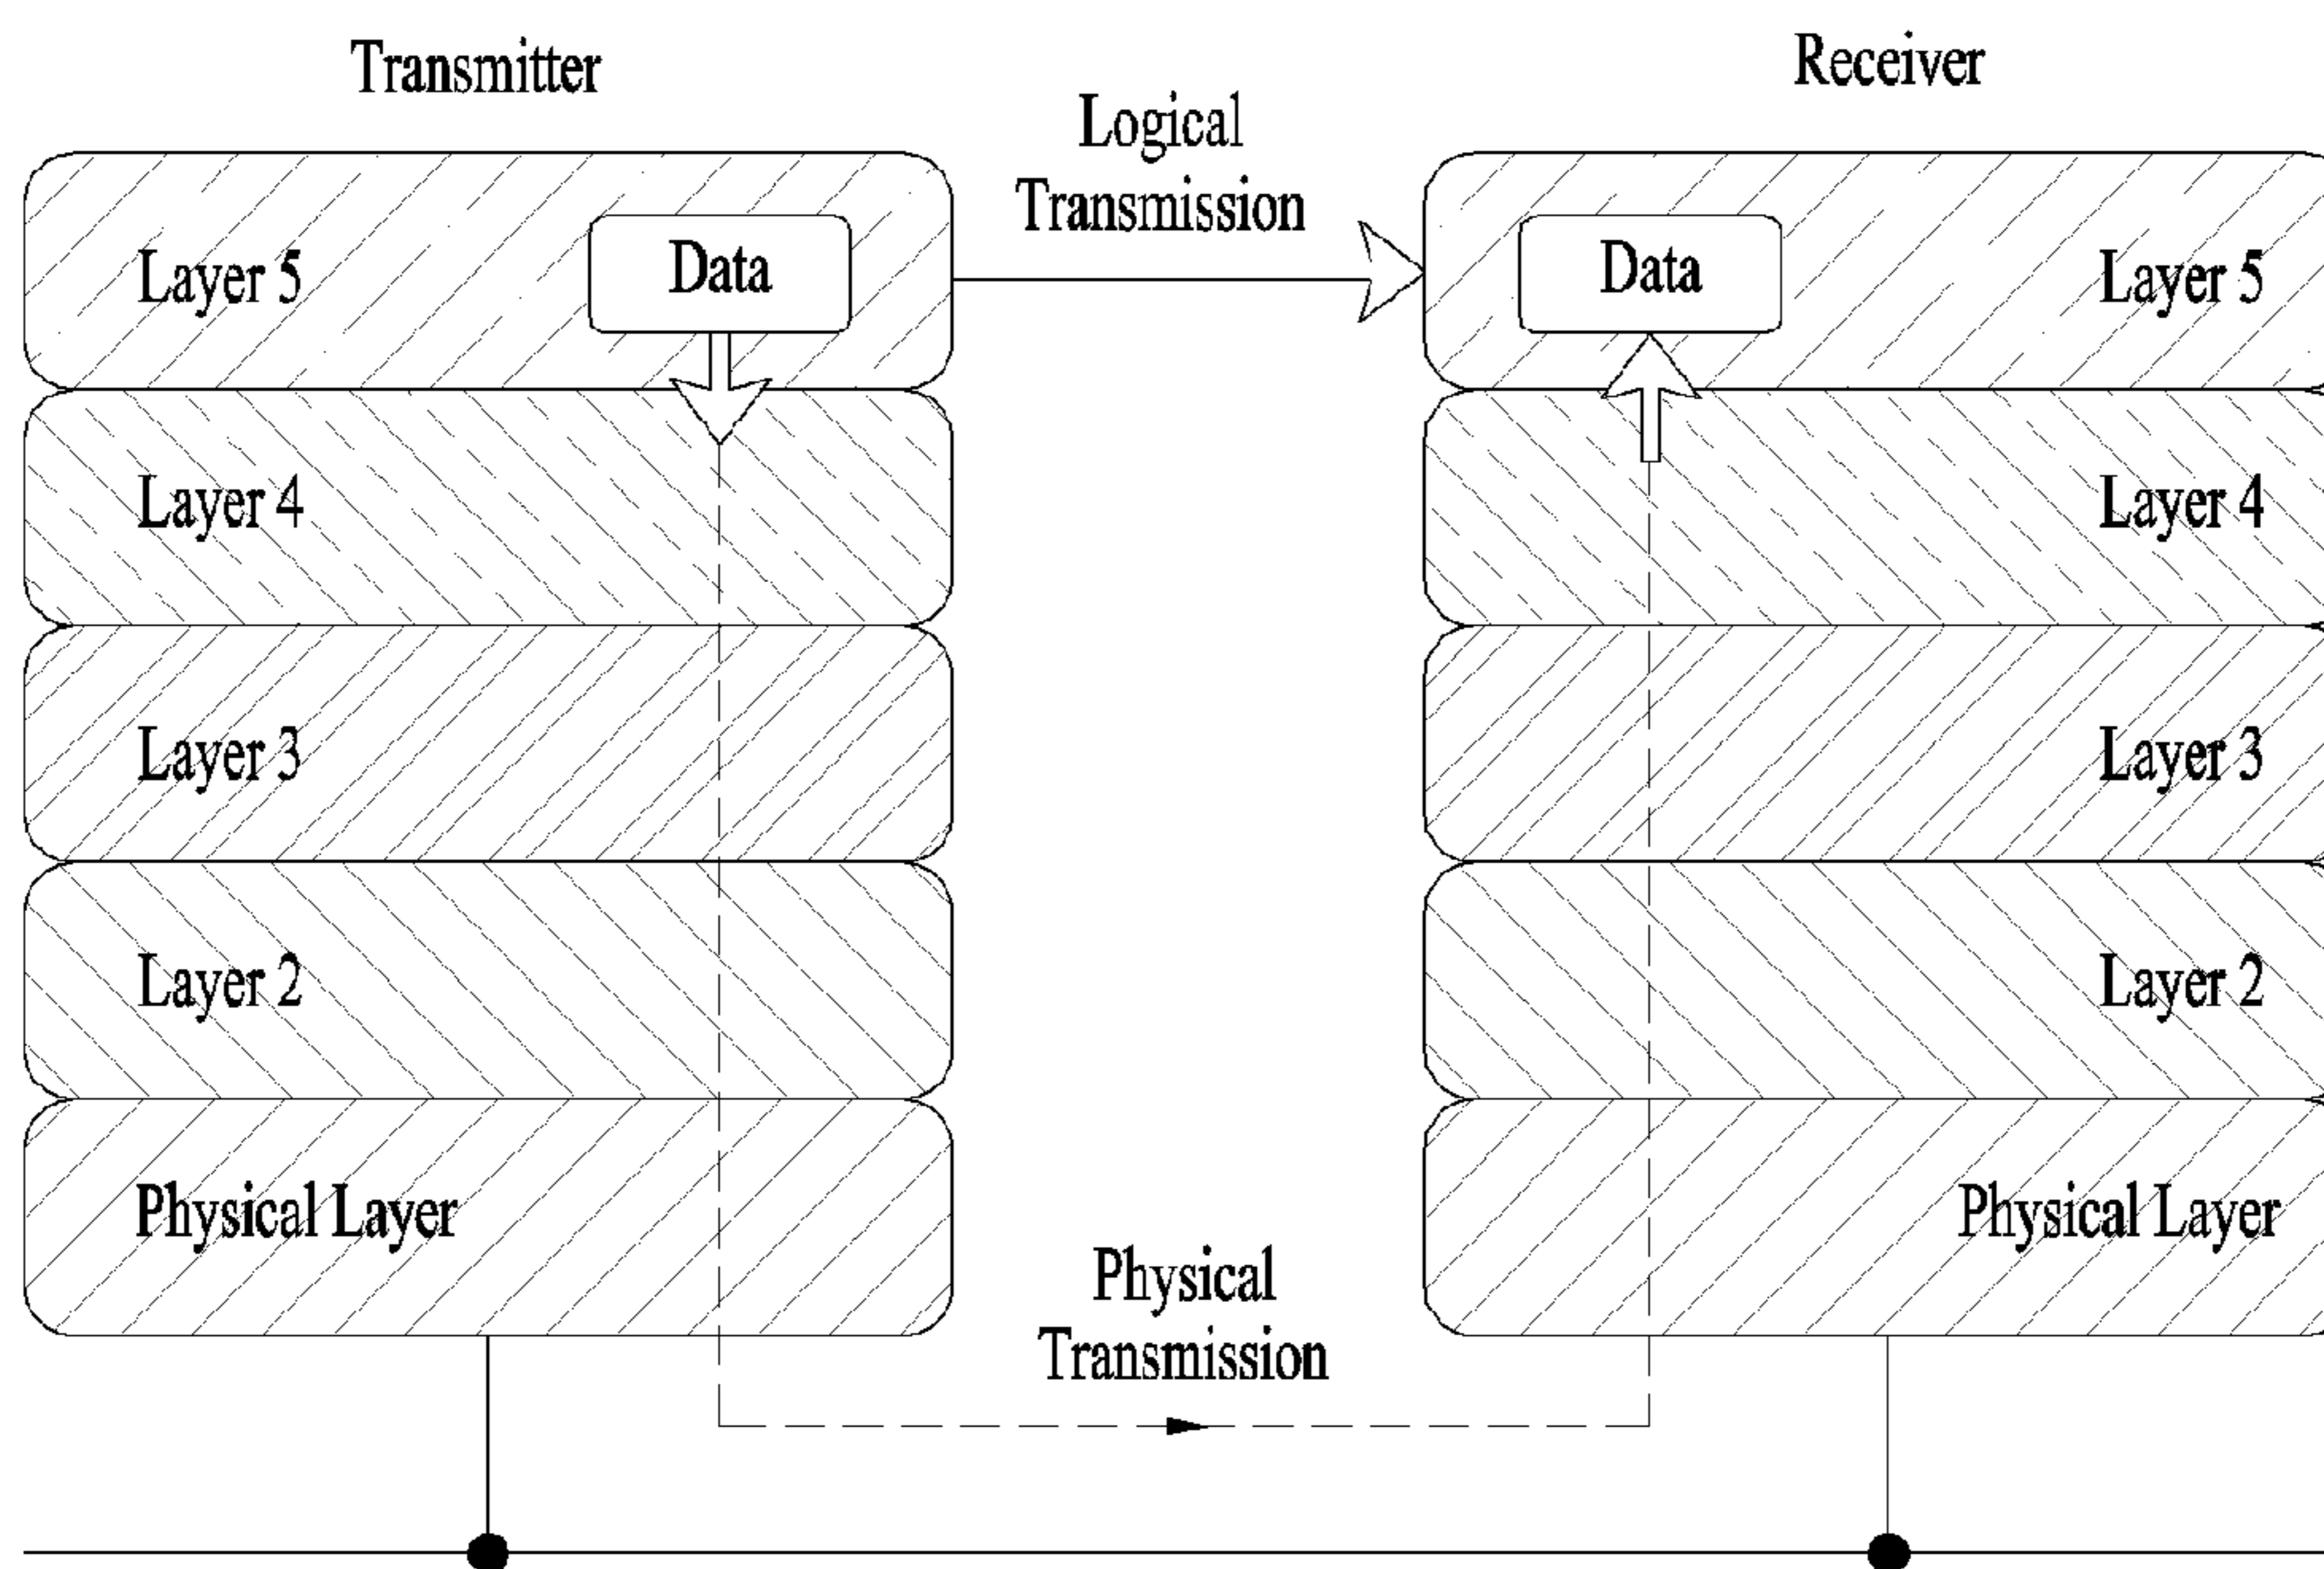 Transmitter
Receiver
Logical
Transmission
Layer 5
Data
Data
Layer 5
Layer 4
Layer 4
Layer 3
Layer 3
Layer 2
Layer 2
Physical Layer
Physical Layer
Physical
Transmission